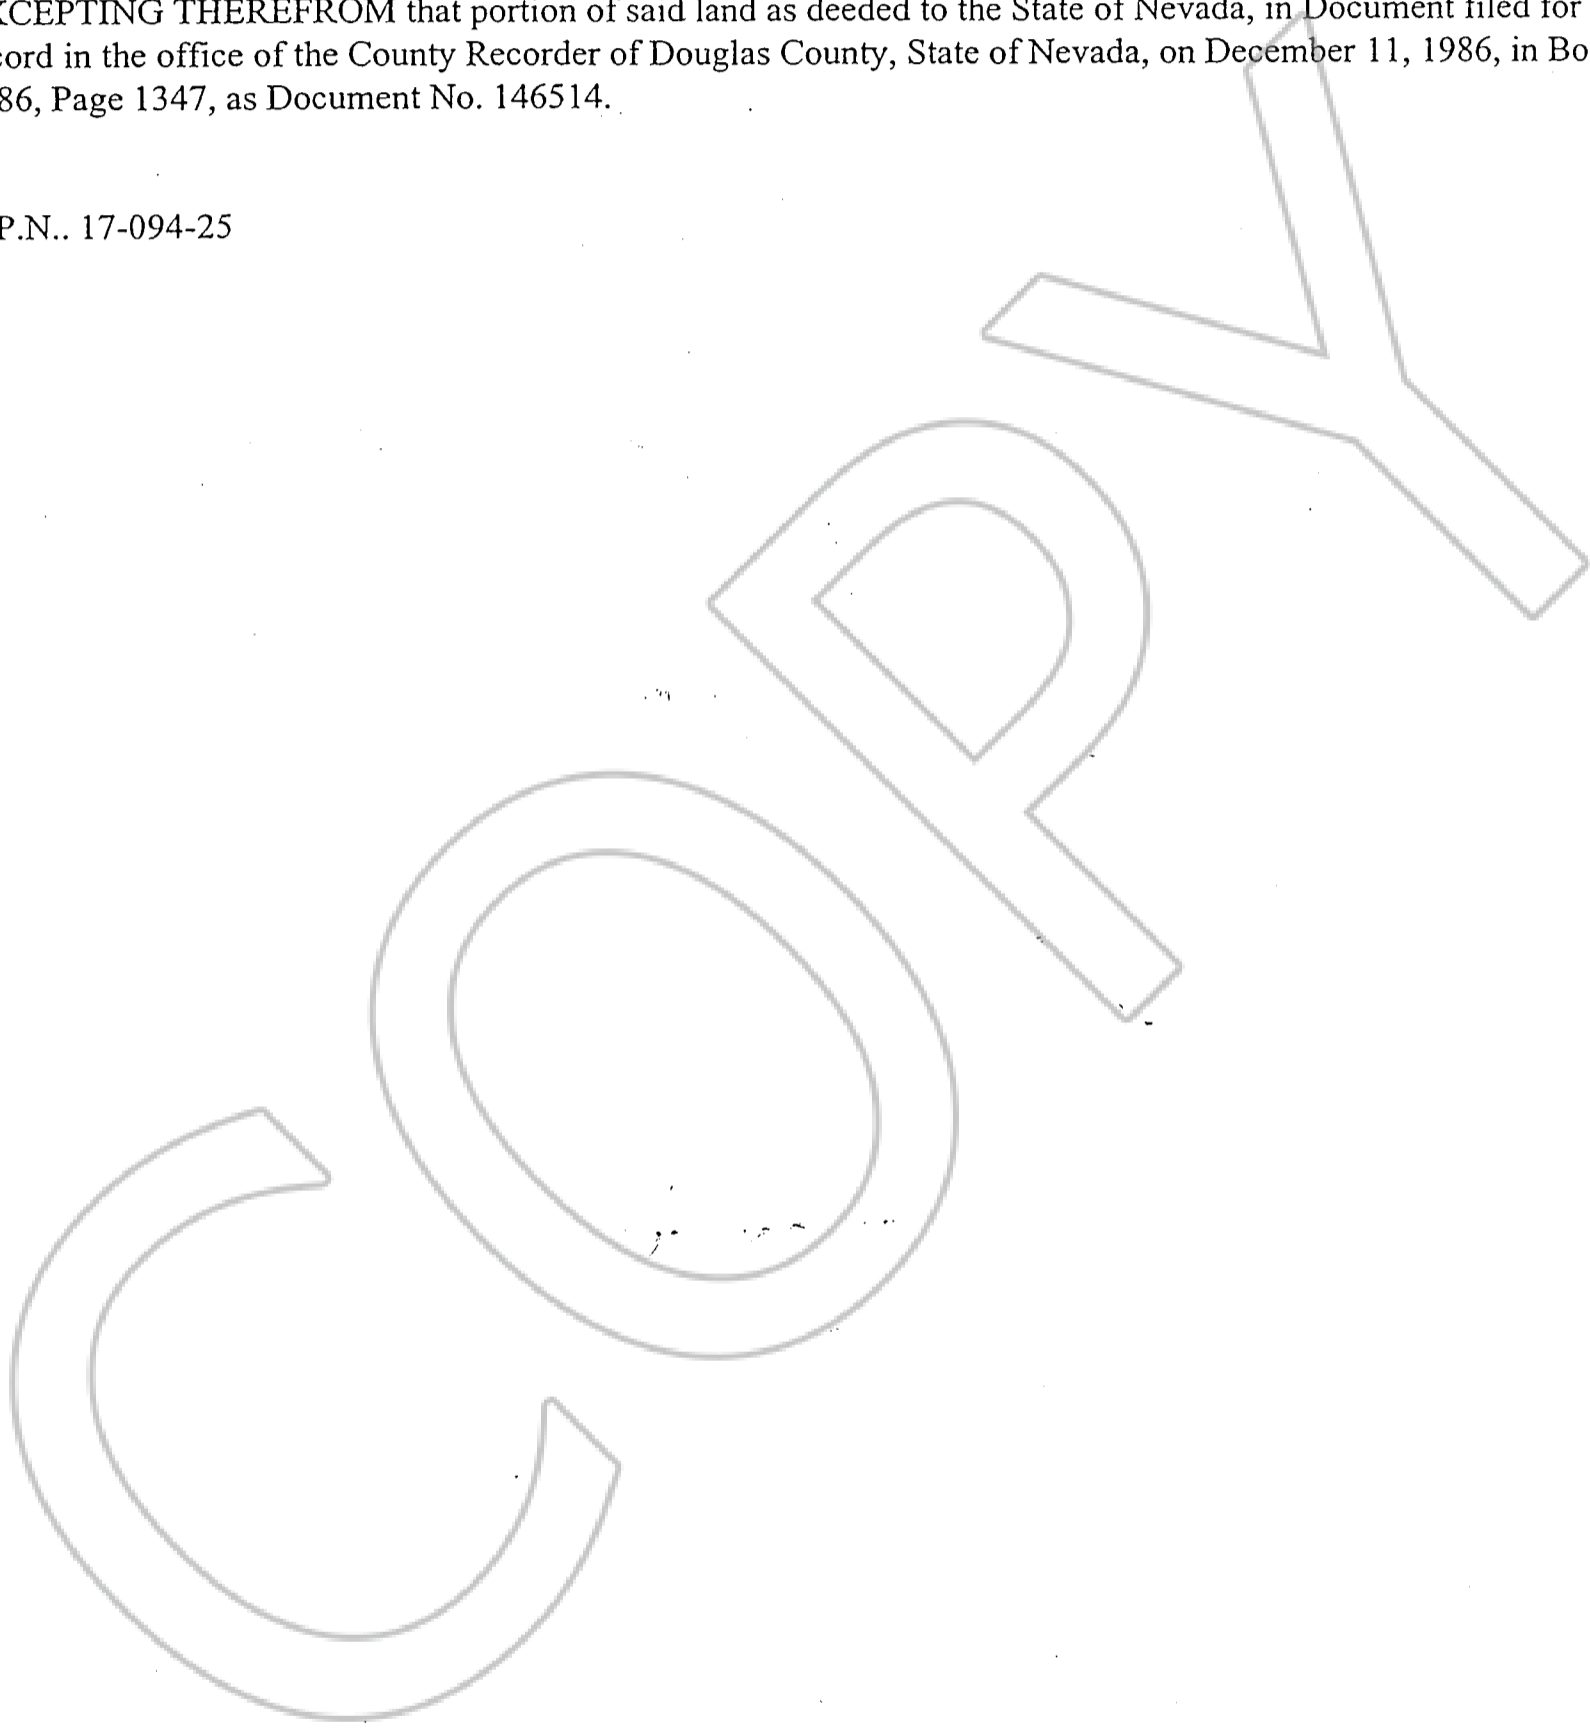 XCEPTING THEREFROM that portion of said land as deeded to the State of Nevada, in Document filed for
cord in the office of the County Recorder of Douglas County, State of Nevada, on December 11, 1986, in Bo
86, Page 1347, as Document No. 146514.
P.N.. 17-094-25
COPY